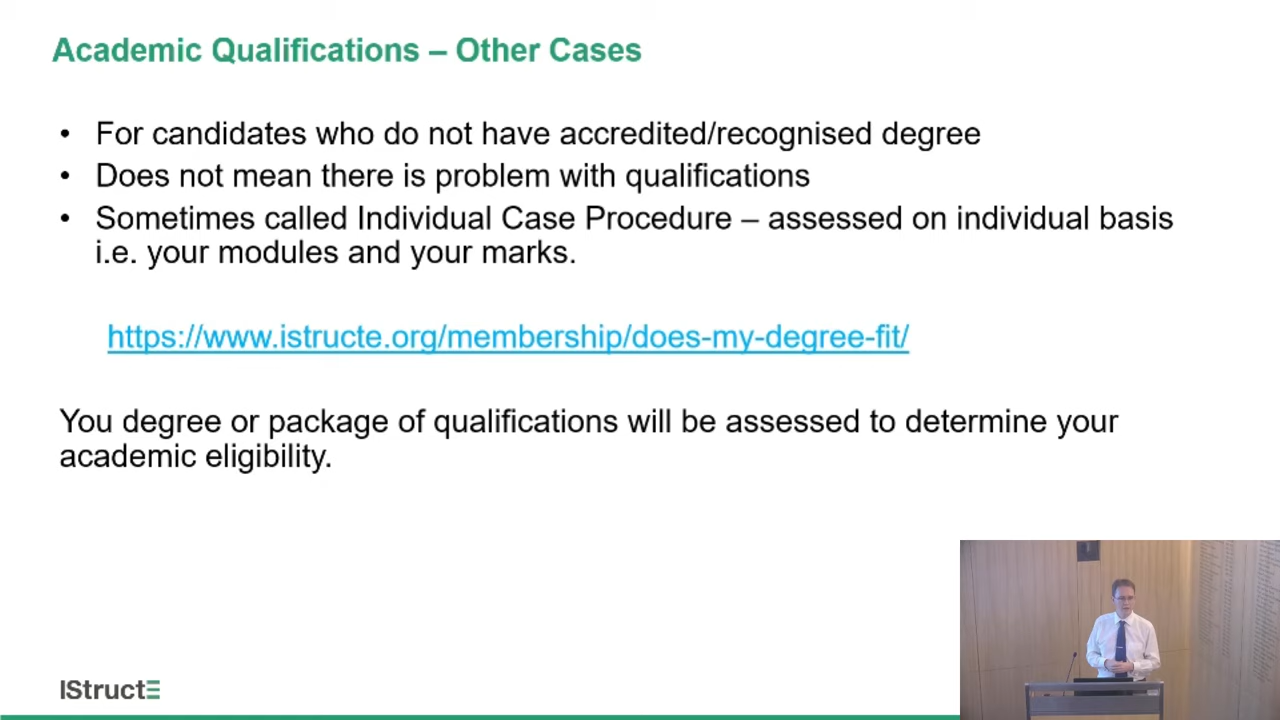 Academic Qualifications – Other Cases
• For candidates who do not have accredited/recognised degree
• Does not mean there is problem with qualifications
• Sometimes called Individual Case Procedure – assessed on individual basis
i.e. your modules and your marks.
https://www.istructe.org/membership/does-my-degree-fit/
You degree or package of qualifications will be assessed to determine your
academic eligibility.
IStructE